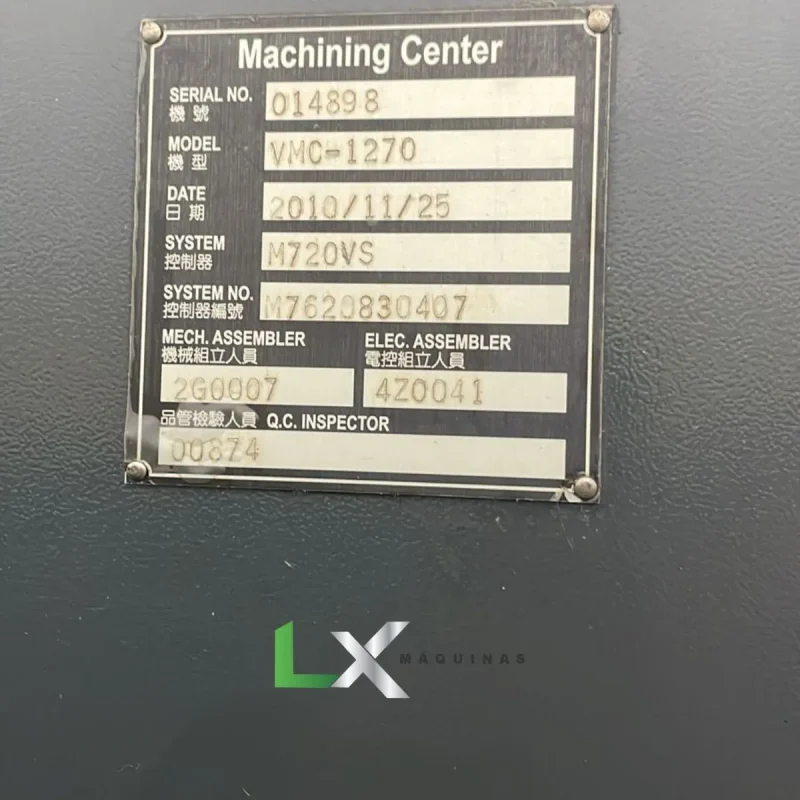 Machining Center
SERIAL NO. 014898
機號
MODEL VMC-1270
機型
DATE 2010/11/25
日期
SYSTEM M720VS
控制器
SYSTEM NO. M7620830407
控制器編號
MECH. ASSEMBLER ELEC. ASSEMBLER
機械組立人員 電控組立人員
2G0007 4Z0041
品管檢驗人員 Q.C. INSPECTOR
00874
LX MÁQUINAS